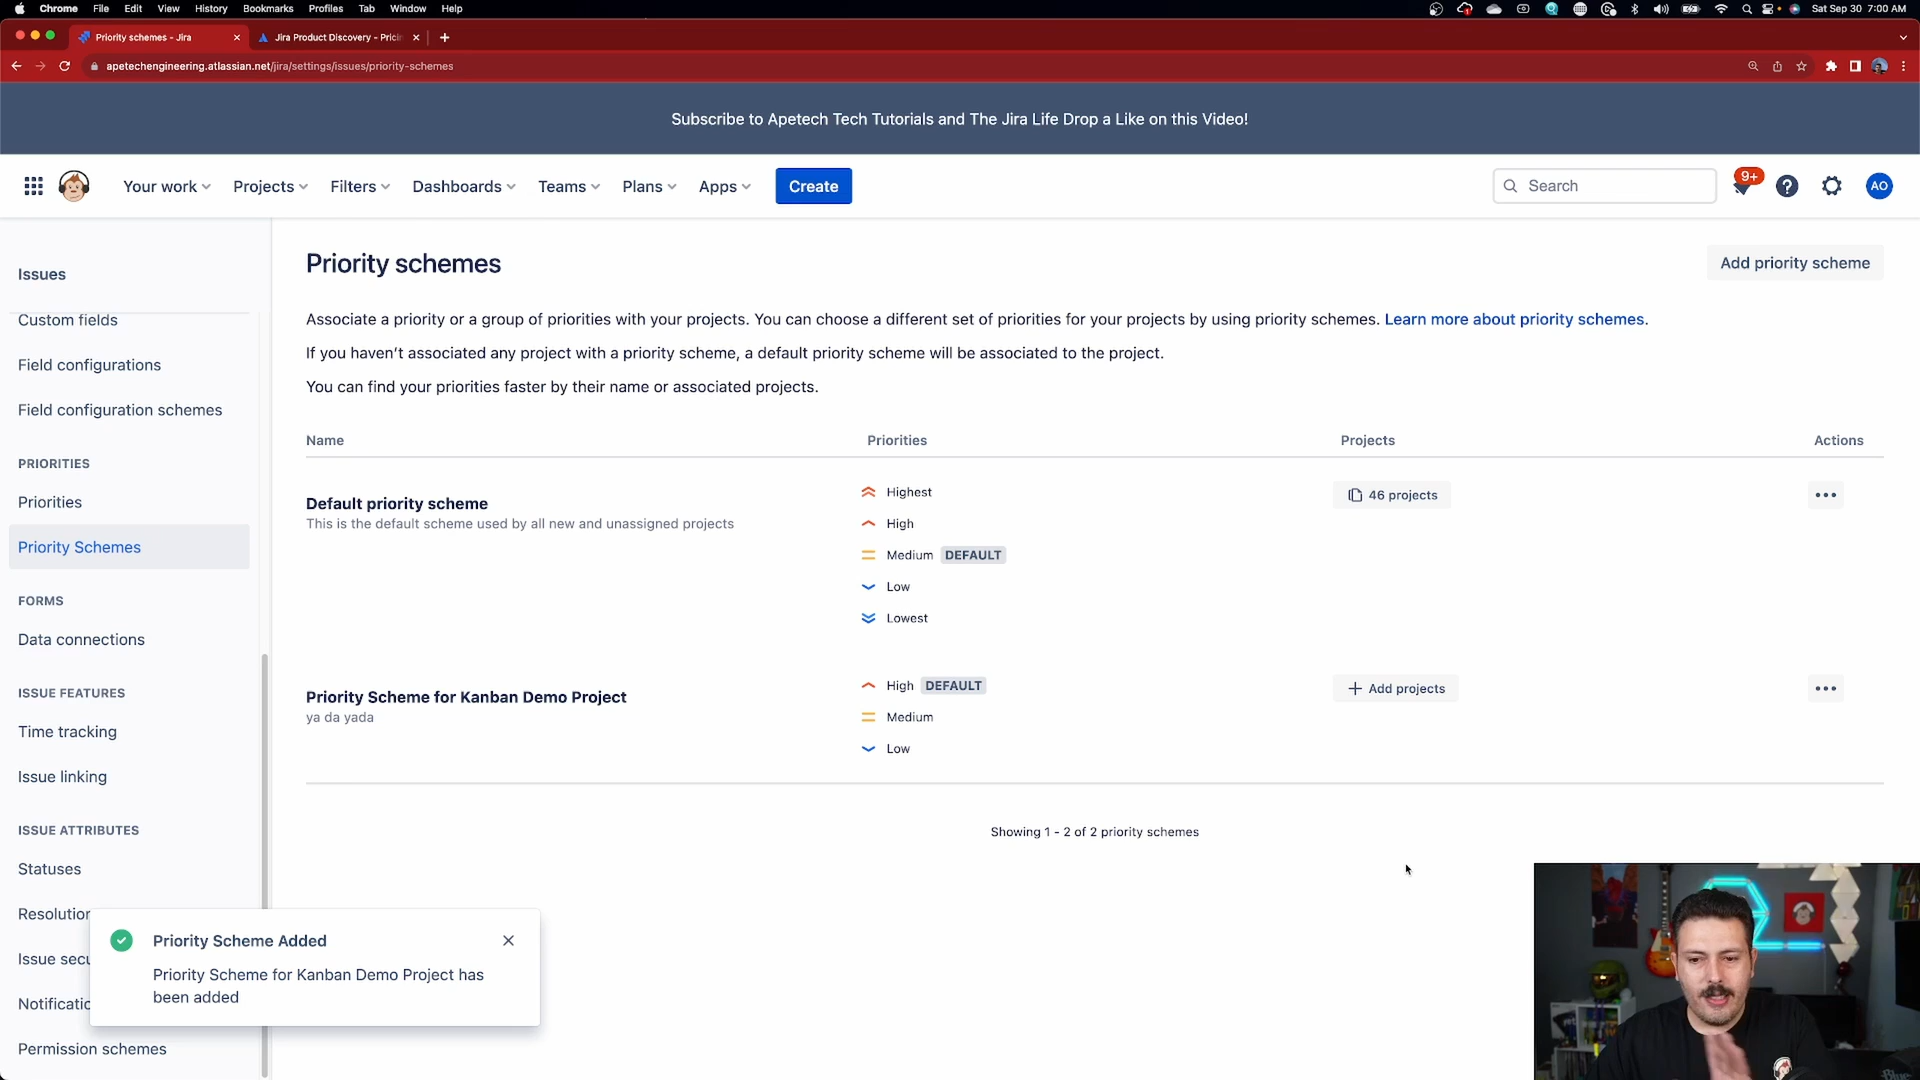 Chrome File Edit View History Bookmarks Profiles Tab Window Help
Sat Sep 30 7:00 AM
Priority schemes - Jira
Jira Product Discovery - Prici
apetechengineering.atlassian.net/jira/settings/issues/priority-schemes
Subscribe to Apetech Tech Tutorials and The Jira Life Drop a Like on this Video!
Your work Projects Filters Dashboards Teams Plans Apps Create
Search
9+
AO
Issues
Custom fields
Field configurations
Field configuration schemes
PRIORITIES
Priorities
Priority Schemes
FORMS
Data connections
ISSUE FEATURES
Time tracking
Issue linking
ISSUE ATTRIBUTES
Statuses
Resolution
Issue secu
Notificatio
Permission schemes
Priority schemes
Add priority scheme
Associate a priority or a group of priorities with your projects. You can choose a different set of priorities for your projects by using priority schemes. Learn more about priority schemes.
If you haven't associated any project with a priority scheme, a default priority scheme will be associated to the project.
You can find your priorities faster by their name or associated projects.
Name Priorities Projects Actions
Default priority scheme
This is the default scheme used by all new and unassigned projects
Highest
High
Medium DEFAULT
Low
Lowest
46 projects
Priority Scheme for Kanban Demo Project
ya da yada
High DEFAULT
Medium
Low
Add projects
Showing 1 - 2 of 2 priority schemes
Priority Scheme Added
Priority Scheme for Kanban Demo Project has
been added